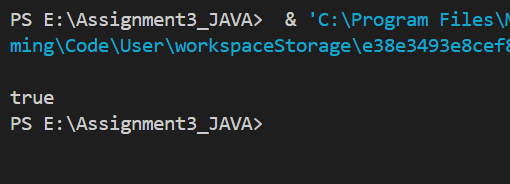 PS E:\Assignment3_JAVA>  & 'C:\Program Files\
ming\Code\User\workspaceStorage\e38e3493e8cef
true
PS E:\Assignment3_JAVA>